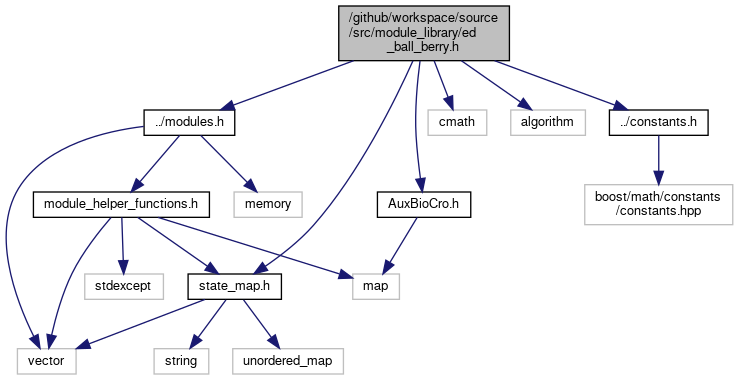 /github/workspace/source
/src/module_library/ed
_ball_berry.h
../modules.h
cmath
algorithm
../constants.h
module_helper_functions.h
memory
AuxBioCro.h
boost/math/constants
/constants.hpp
stdexcept
state_map.h
map
vector
string
unordered_map